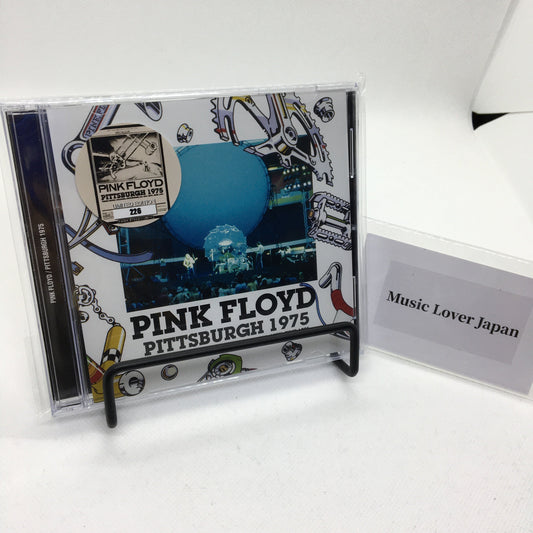 PINK FLOYD / PITTSBURGH 1975
PINK FLOYD
PITTSBURGH 1975
LIMITED EDITION
226
PINK FLOYD
PITTSBURGH 1975
Music Lover Japan